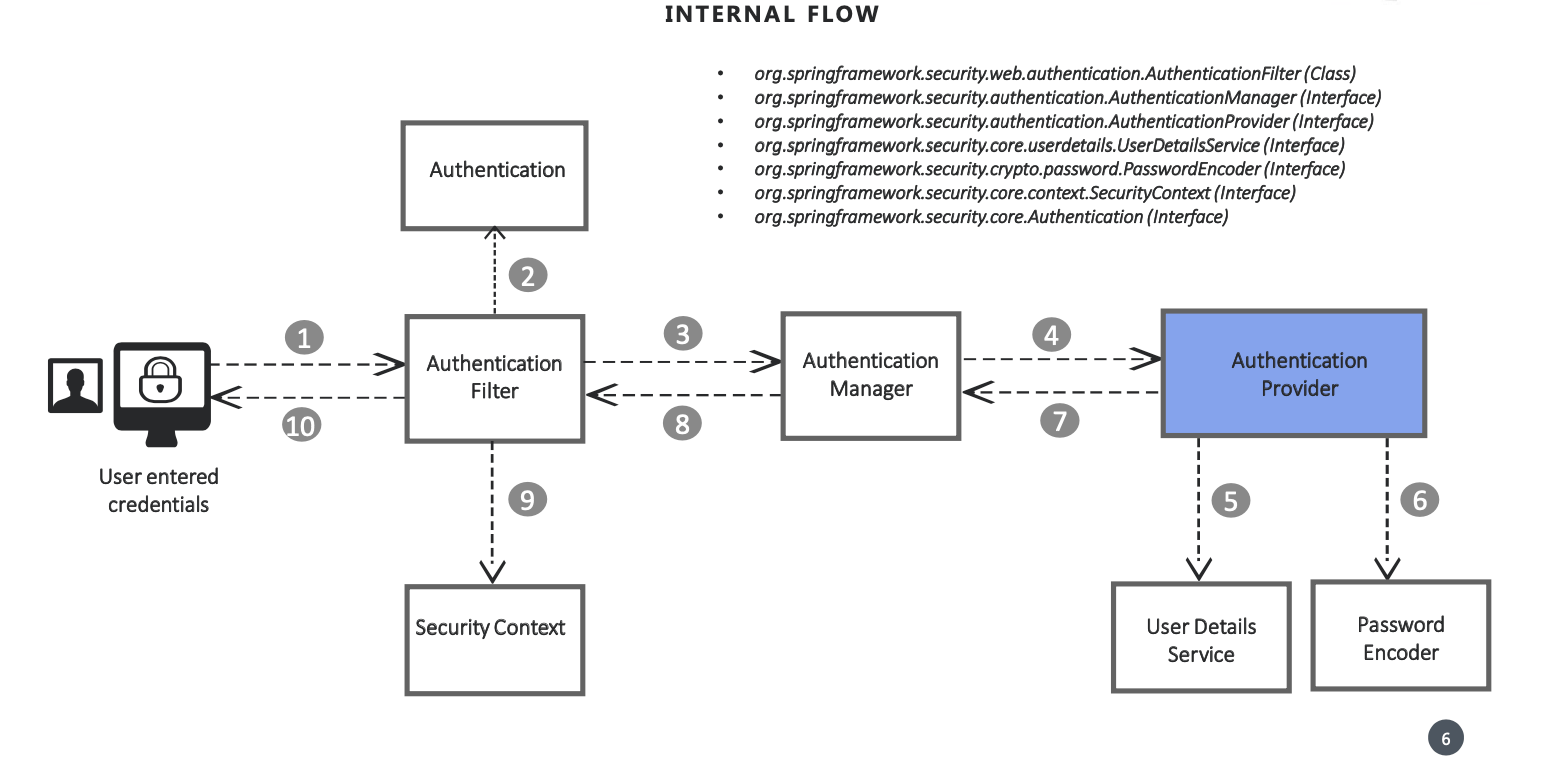 INTERNAL FLOW
• org.springframework.security.web.authentication.AuthenticationFilter (Class)
• org.springframework.security.authentication.AuthenticationManager (Interface)
• org.springframework.security.authentication.AuthenticationProvider (Interface)
• org.springframework.security.core.userdetails.UserDetailsService (Interface)
• org.springframework.security.crypto.password.PasswordEncoder (Interface)
• org.springframework.security.core.context.SecurityContext (Interface)
• org.springframework.security.core.Authentication (Interface)
Authentication
2
1
3
4
Authentication
Filter
Authentication
Manager
Authentication
Provider
10
8
7
User entered
credentials
9
5
6
Security Context
User Details
Service
Password
Encoder
6